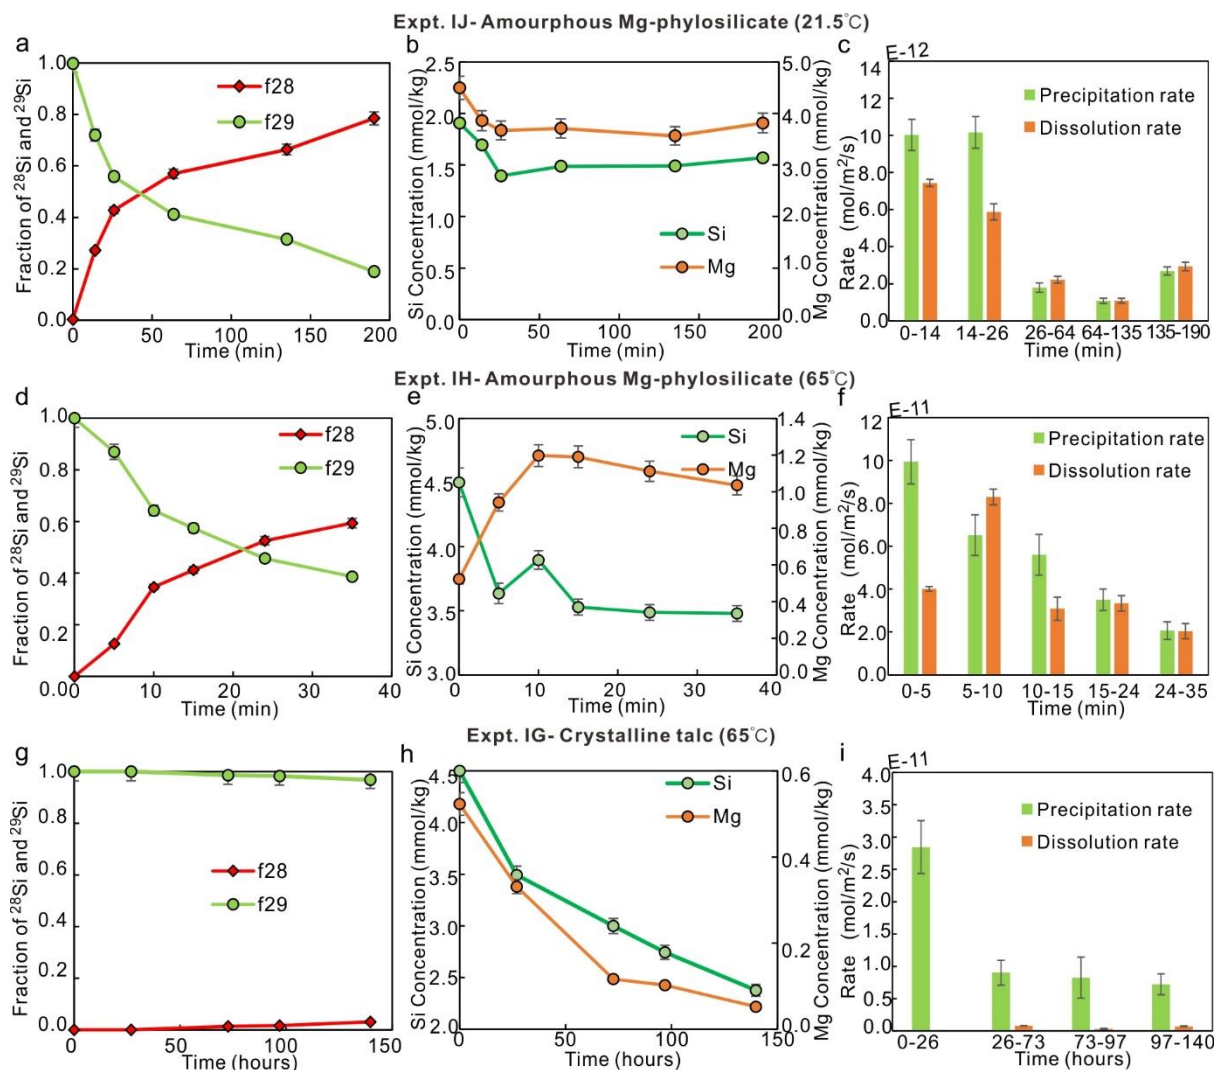 Expt. IJ- Amourphous Mg-phylosilicate (21.5℃)
a
Fraction of ²⁸Si and ²⁹Si
1.0
0.8
0.6
0.4
0.2
0.0
f28
f29
0 50 100 150 200
Time (min)
b
Si Concentration (mmol/kg)
2.5
2.0
1.5
1.0
0.5
0.0
Si
Mg
5.0
4.0
3.0
2.0
1.0
0.0
Mg Concentration (mmol/kg)
0 50 100 150 200
Time (min)
c
E-12
Rate (mol/m²/s)
14
12
10
8.0
6.0
4.0
2.0
0.0
Precipitation rate
Dissolution rate
0-14 14-26 26-64 64-135 135-190
Time (min)
Expt. IH- Amourphous Mg-phylosilicate (65℃)
d
Fraction of ²⁸Si and ²⁹Si
1.0
0.8
0.6
0.4
0.2
0.0
f28
f29
0 10 20 30 40
Time (min)
e
Si Concentration (mmol/kg)
5.0
4.5
4.0
3.5
3.0
Si
Mg
1.4
1.2
1.0
0.8
0.6
0.4
0.2
0.0
Mg Concentration (mmol/kg)
0 10 20 30 40
Time (min)
f
E-11
Rate (mol/m²/s)
12
10
8.0
6.0
4.0
2.0
0.0
Precipitation rate
Dissolution rate
0-5 5-10 10-15 15-24 24-35
Time (min)
Expt. IG- Crystalline talc (65℃)
g
Fraction of ²⁸Si and ²⁹Si
1.0
0.8
0.6
0.4
0.2
0.0
f28
f29
0 50 100 150
Time (hours)
h
Si Concentration (mmol/kg)
4.5
4.0
3.5
3.0
2.5
2.0
Si
Mg
0.6
0.4
0.2
0.0
Mg Concentration (mmol/kg)
0 50 100 150
Time (hours)
i
E-11
Rate (mol/m²/s)
4.0
3.5
3.0
2.5
2.0
1.5
1.0
0.5
0.0
Precipitation rate
Dissolution rate
0-26 26-73 73-97 97-140
Time (hours)